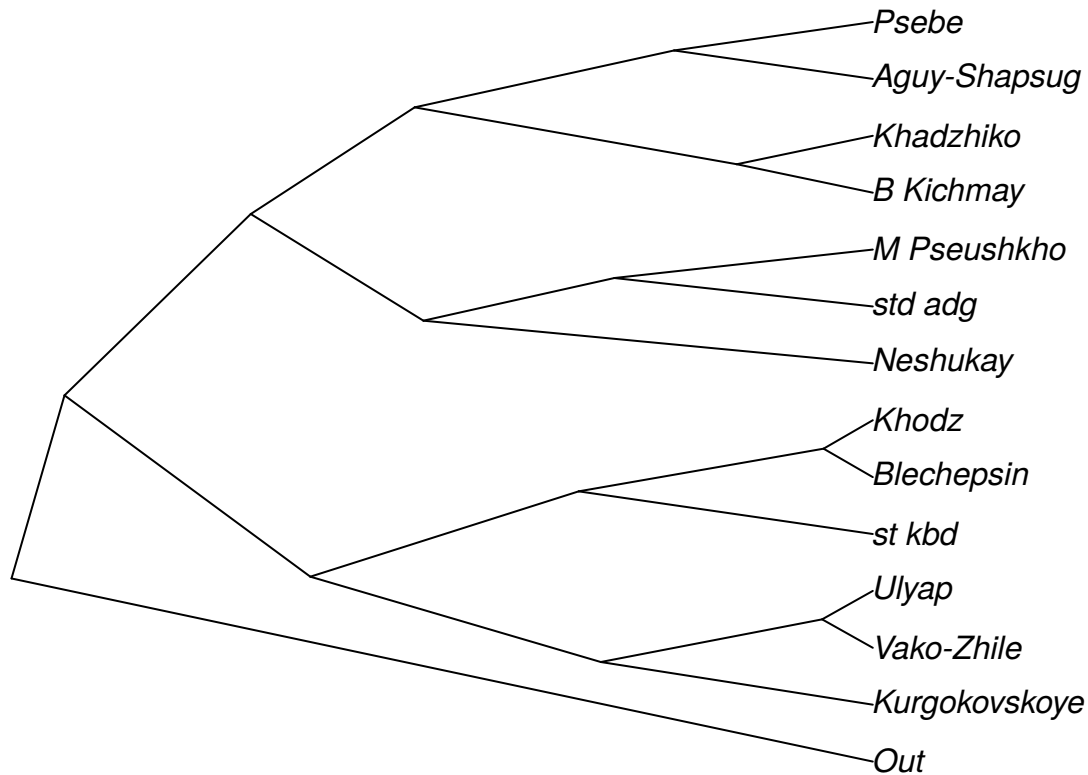 Psebe
Aguy-Shapsug
Khadzhiko
B Kichmay
M Pseushkho
std adg
Neshukay
Khodz
Blechepsin
st kbd
Ulyap
Vako-Zhile
Kurgokovskoye
Out